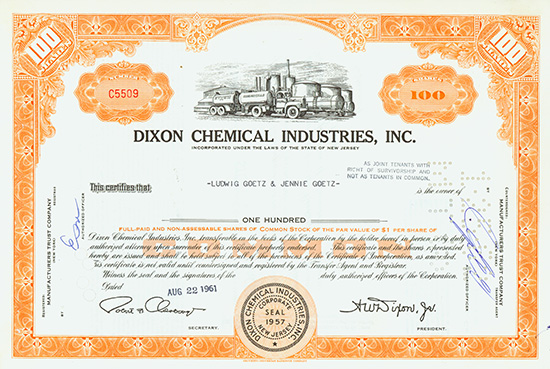 100
100
SHARES
C5509
100
DIXON CHEMICAL INDUSTRIES, INC.
INCORPORATED UNDER THE LAWS OF THE STATE OF NEW JERSEY
AS JOINT TENANTS WITH
RIGHT OF SURVIVORSHIP AND
NOT AS TENANTS IN COMMON.
This certifies that
-LUDWIG GOETZ & JENNIE GOETZ-
is the owner of
ONE HUNDRED
FULL-PAID AND NON-ASSESSABLE SHARES OF COMMON STOCK OF THE PAR VALUE OF $1 PER SHARE OF
Dixon Chemical Industries, Inc. transferable on the books of the Corporation by the holder hereof in person or by duly
authorized attorney upon surrender of this certificate properly endorsed. This certificate and the shares represented
hereby are issued and shall be held subject to all of the provisions of the Certificate of Incorporation, as amended.
This certificate is not valid until countersigned and registered by the Transfer Agent and Registrar.
Witness the seal and the signatures of the duly authorized officers of the Corporation.
Dated
AUG 22 1961
SECRETARY.
DIXON CHEMICAL INDUSTRIES, INC.
CORPORATE
SEAL
1957
NEW JERSEY
A W Dixon, Jr.
PRESIDENT.
REGISTERED
MANUFACTURERS TRUST COMPANY
COUNTERSIGNED
MANUFACTURERS TRUST COMPANY